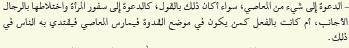 - الدعوة إلى شيء من المعاصي، سواء أكان ذلك بالقول، كالدعوة إلى سفور المرأة واختلاطها بالرجال
الأجانب، أم كانت بالفعل كمن يكون في موضع القدوة فيمارس المعاصي فيقتدي به الناس في
ذلك.